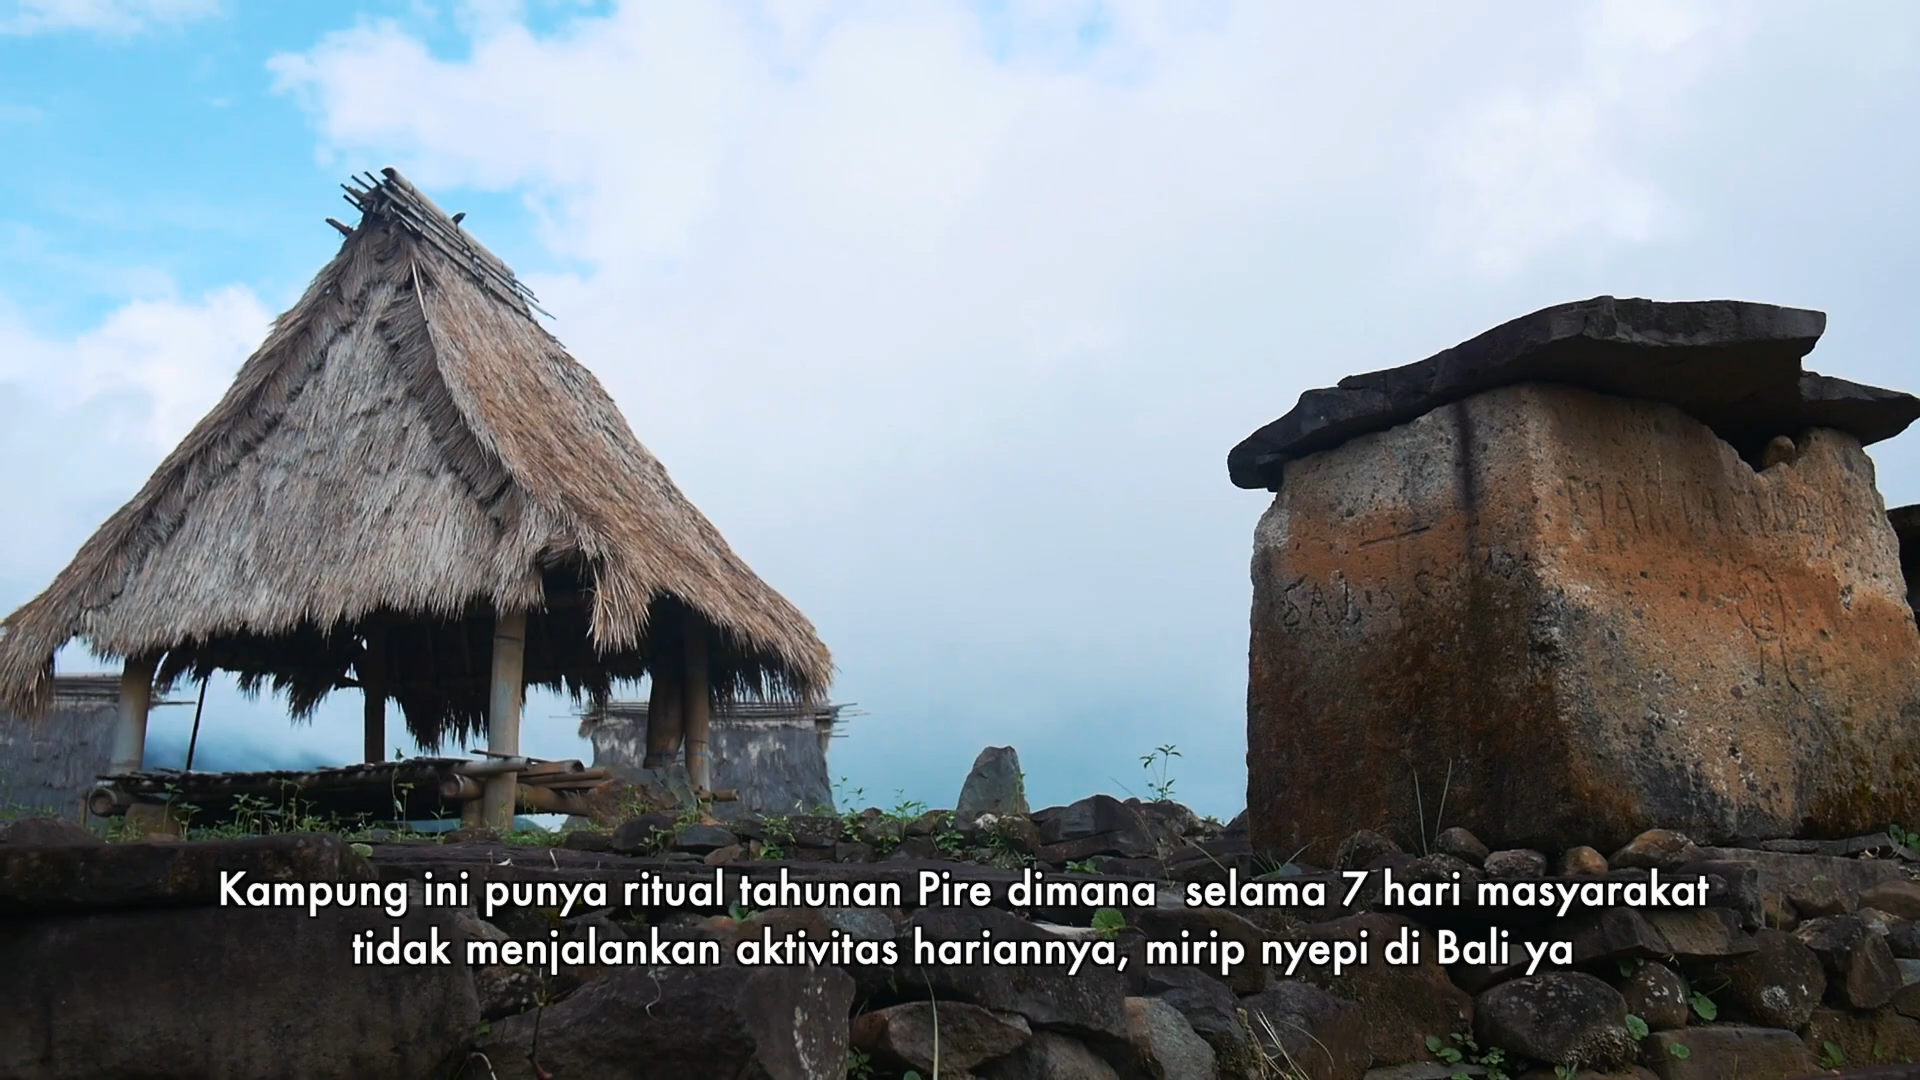 Kampung ini punya ritual tahunan Pire dimana  selama 7 hari masyarakat
tidak menjalankan aktivitas hariannya, mirip nyepi di Bali ya